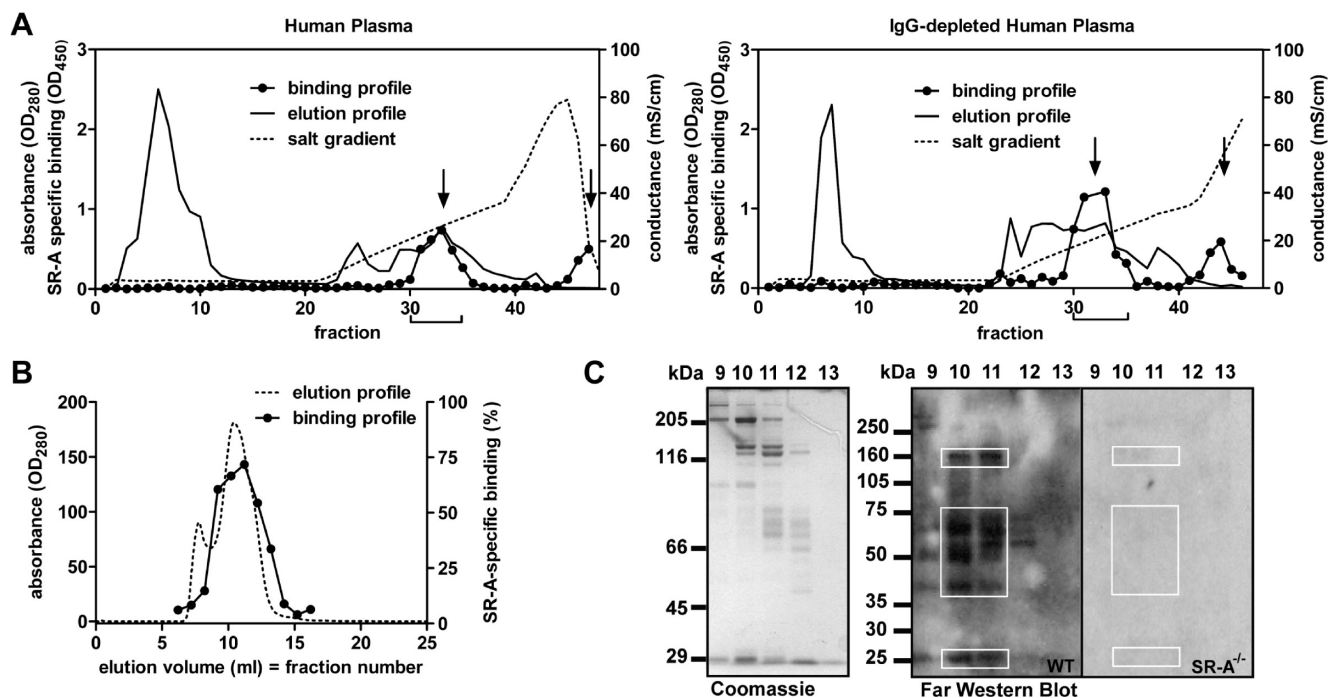 A
Human Plasma
absorbance (OD280)
SR-A specific binding (OD450)
3
2
1
0
binding profile
elution profile
salt gradient
100
80
60
40
20
0
conductance (mS/cm)
0 10 20 30 40
fraction
IgG-depleted Human Plasma
absorbance (OD280)
SR-A specific binding (OD450)
3
2
1
0
binding profile
elution profile
salt gradient
100
80
60
40
20
0
conductance (mS/cm)
0 10 20 30 40
fraction
B
elution profile
binding profile
absorbance (OD280)
200
150
100
50
0
100
75
50
25
0
SR-A-specific binding (%)
0 5 10 15 20 25
elution volume (ml) = fraction number
C
kDa 9 10 11 12 13
205
116
66
45
29
Coomassie
kDa 9 10 11 12 13 9 10 11 12 13
250
160
105
75
50
35
30
25
WT
SR-A-/-
Far Western Blot